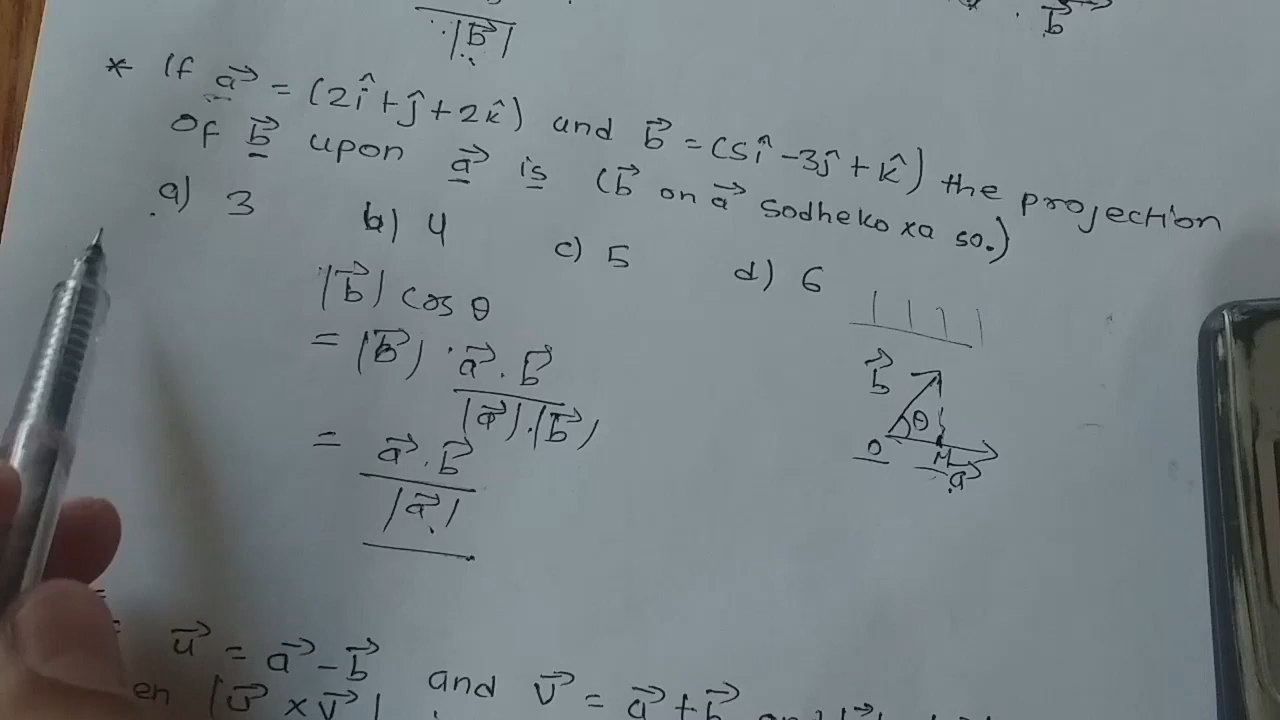 |b⃗|
b⃗
* If a⃗ = (2î + ĵ + 2k̂) and b⃗ = (5î - 3ĵ + k̂) the projection
of b⃗ upon a⃗ is (b⃗ on a⃗ sodheko xa so.)
a) 3 b) 4 c) 5 d) 6
|b⃗| cos θ
= |b⃗| . a⃗ . b⃗ / |a⃗| . |b⃗|
= a⃗ . b⃗ / |a⃗|
b⃗
θ
O M
a⃗
u⃗ = a⃗ - b⃗ and v⃗ = a⃗ + b⃗
en |u⃗ × v⃗|